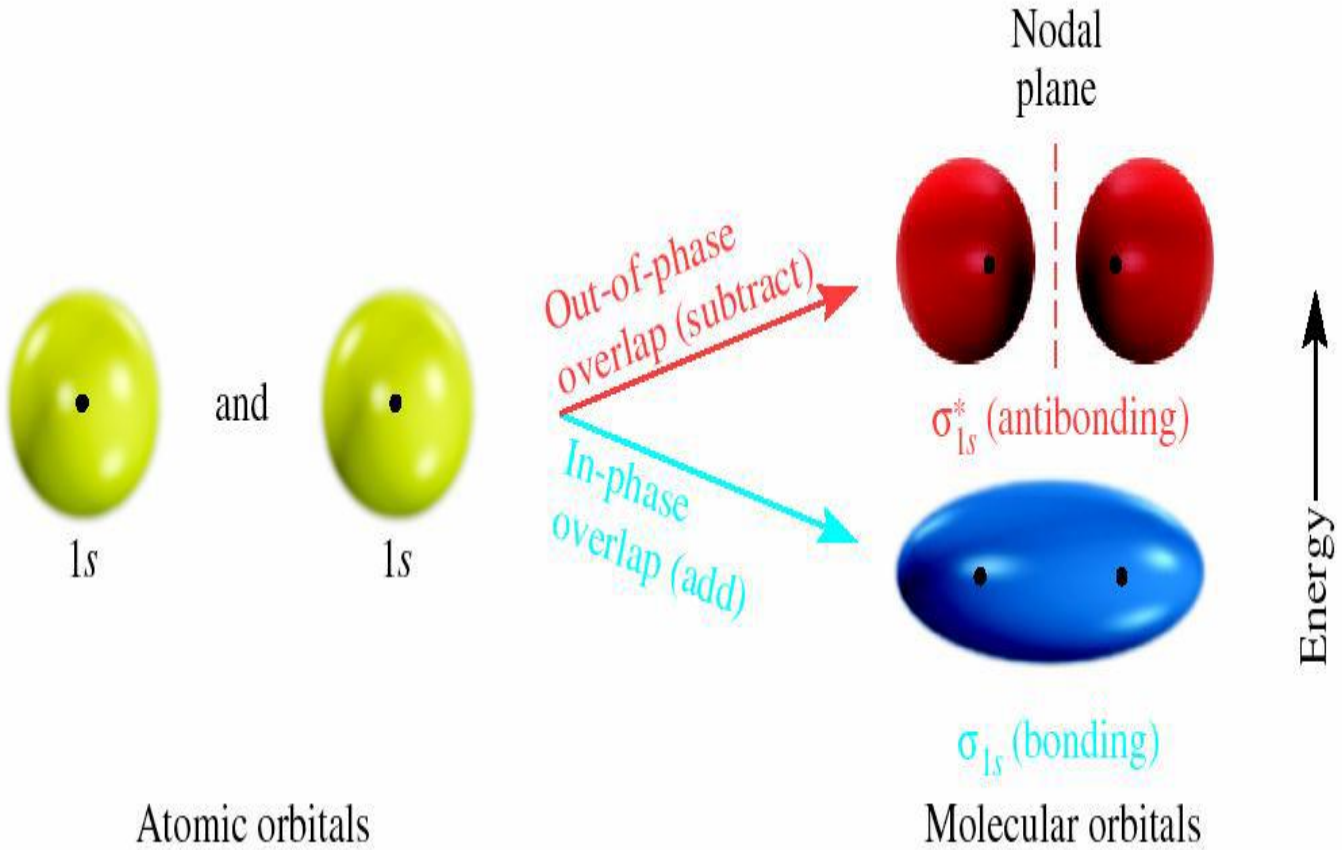 Nodal
plane
Out-of-phase
overlap (subtract)
and
σ*1s (antibonding)
In-phase
overlap (add)
1s
1s
Energy
σ1s (bonding)
Atomic orbitals
Molecular orbitals